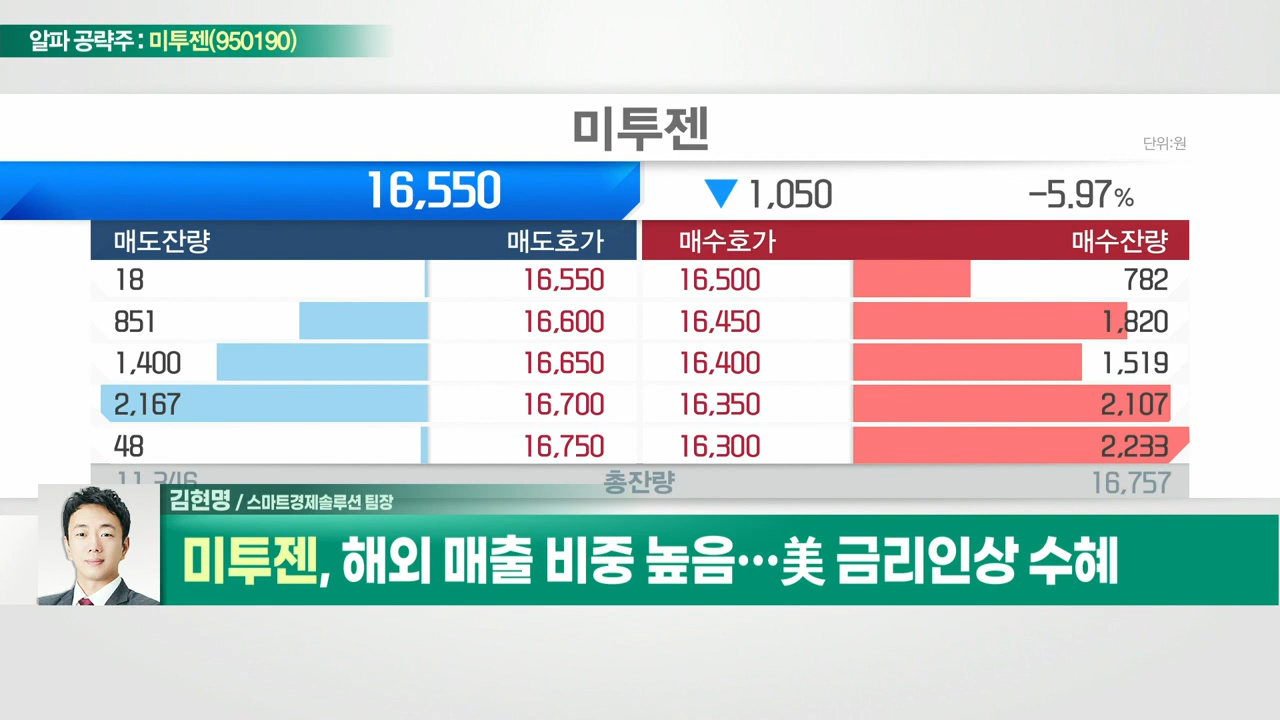 알파 공략주 : 미투젠(950190)
미투젠
단위:원
16,550 ▼ 1,050 -5.97%
매도잔량 매도호가 매수호가 매수잔량
18 16,550 16,500 782
851 16,600 16,450 1,820
1,400 16,650 16,400 1,519
2,167 16,700 16,350 2,107
48 16,750 16,300 2,233
11,346 총잔량 16,757
김현명 / 스마트경제솔루션 팀장
미투젠, 해외 매출 비중 높음…美 금리인상 수혜